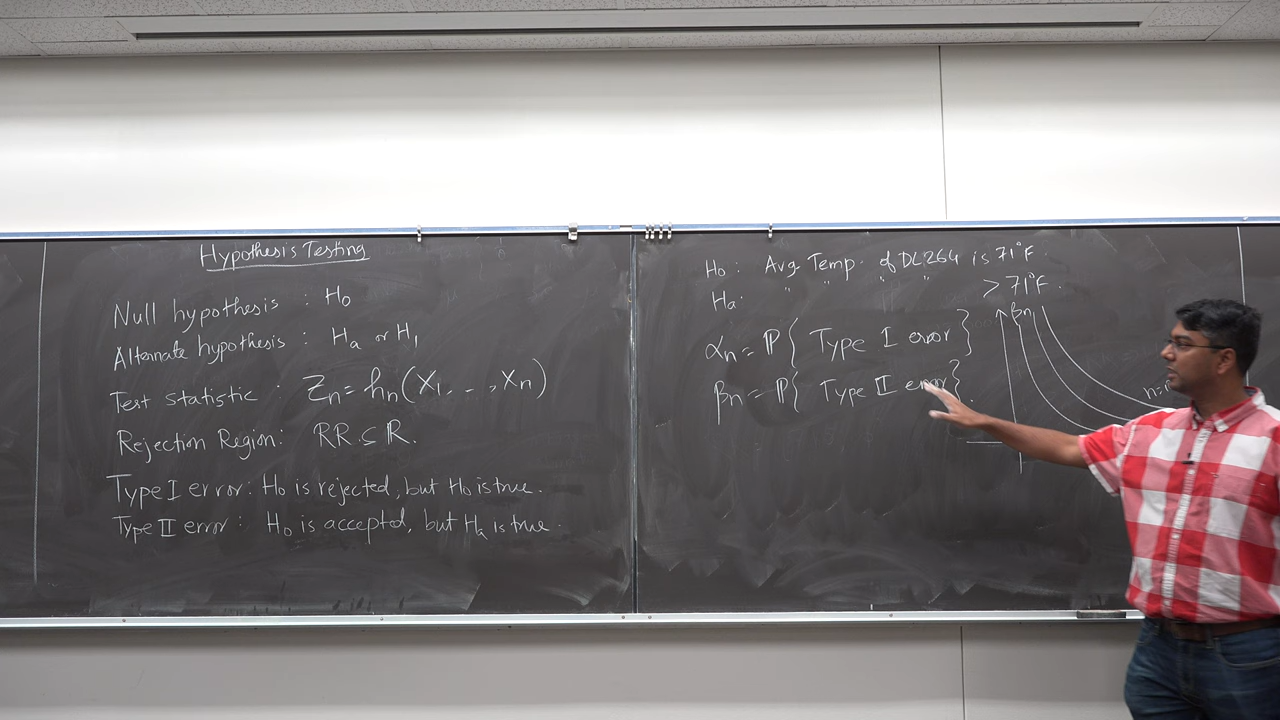 Hypothesis Testing
Null hypothesis : H0
Alternate hypothesis : Ha or H1
Test statistic : Zn = hn(X1, .., Xn)
Rejection Region: RR ⊆ ℝ.
Type I error: H0 is rejected, but H0 is true.
Type II error: H0 is accepted, but Ha is true.
H0 : Avg. Temp. of DL264 is 71°F.
Ha: " " " " > 71°F.
αn = ℙ{ Type I error }
βn = ℙ{ Type II error }.
βn
n=